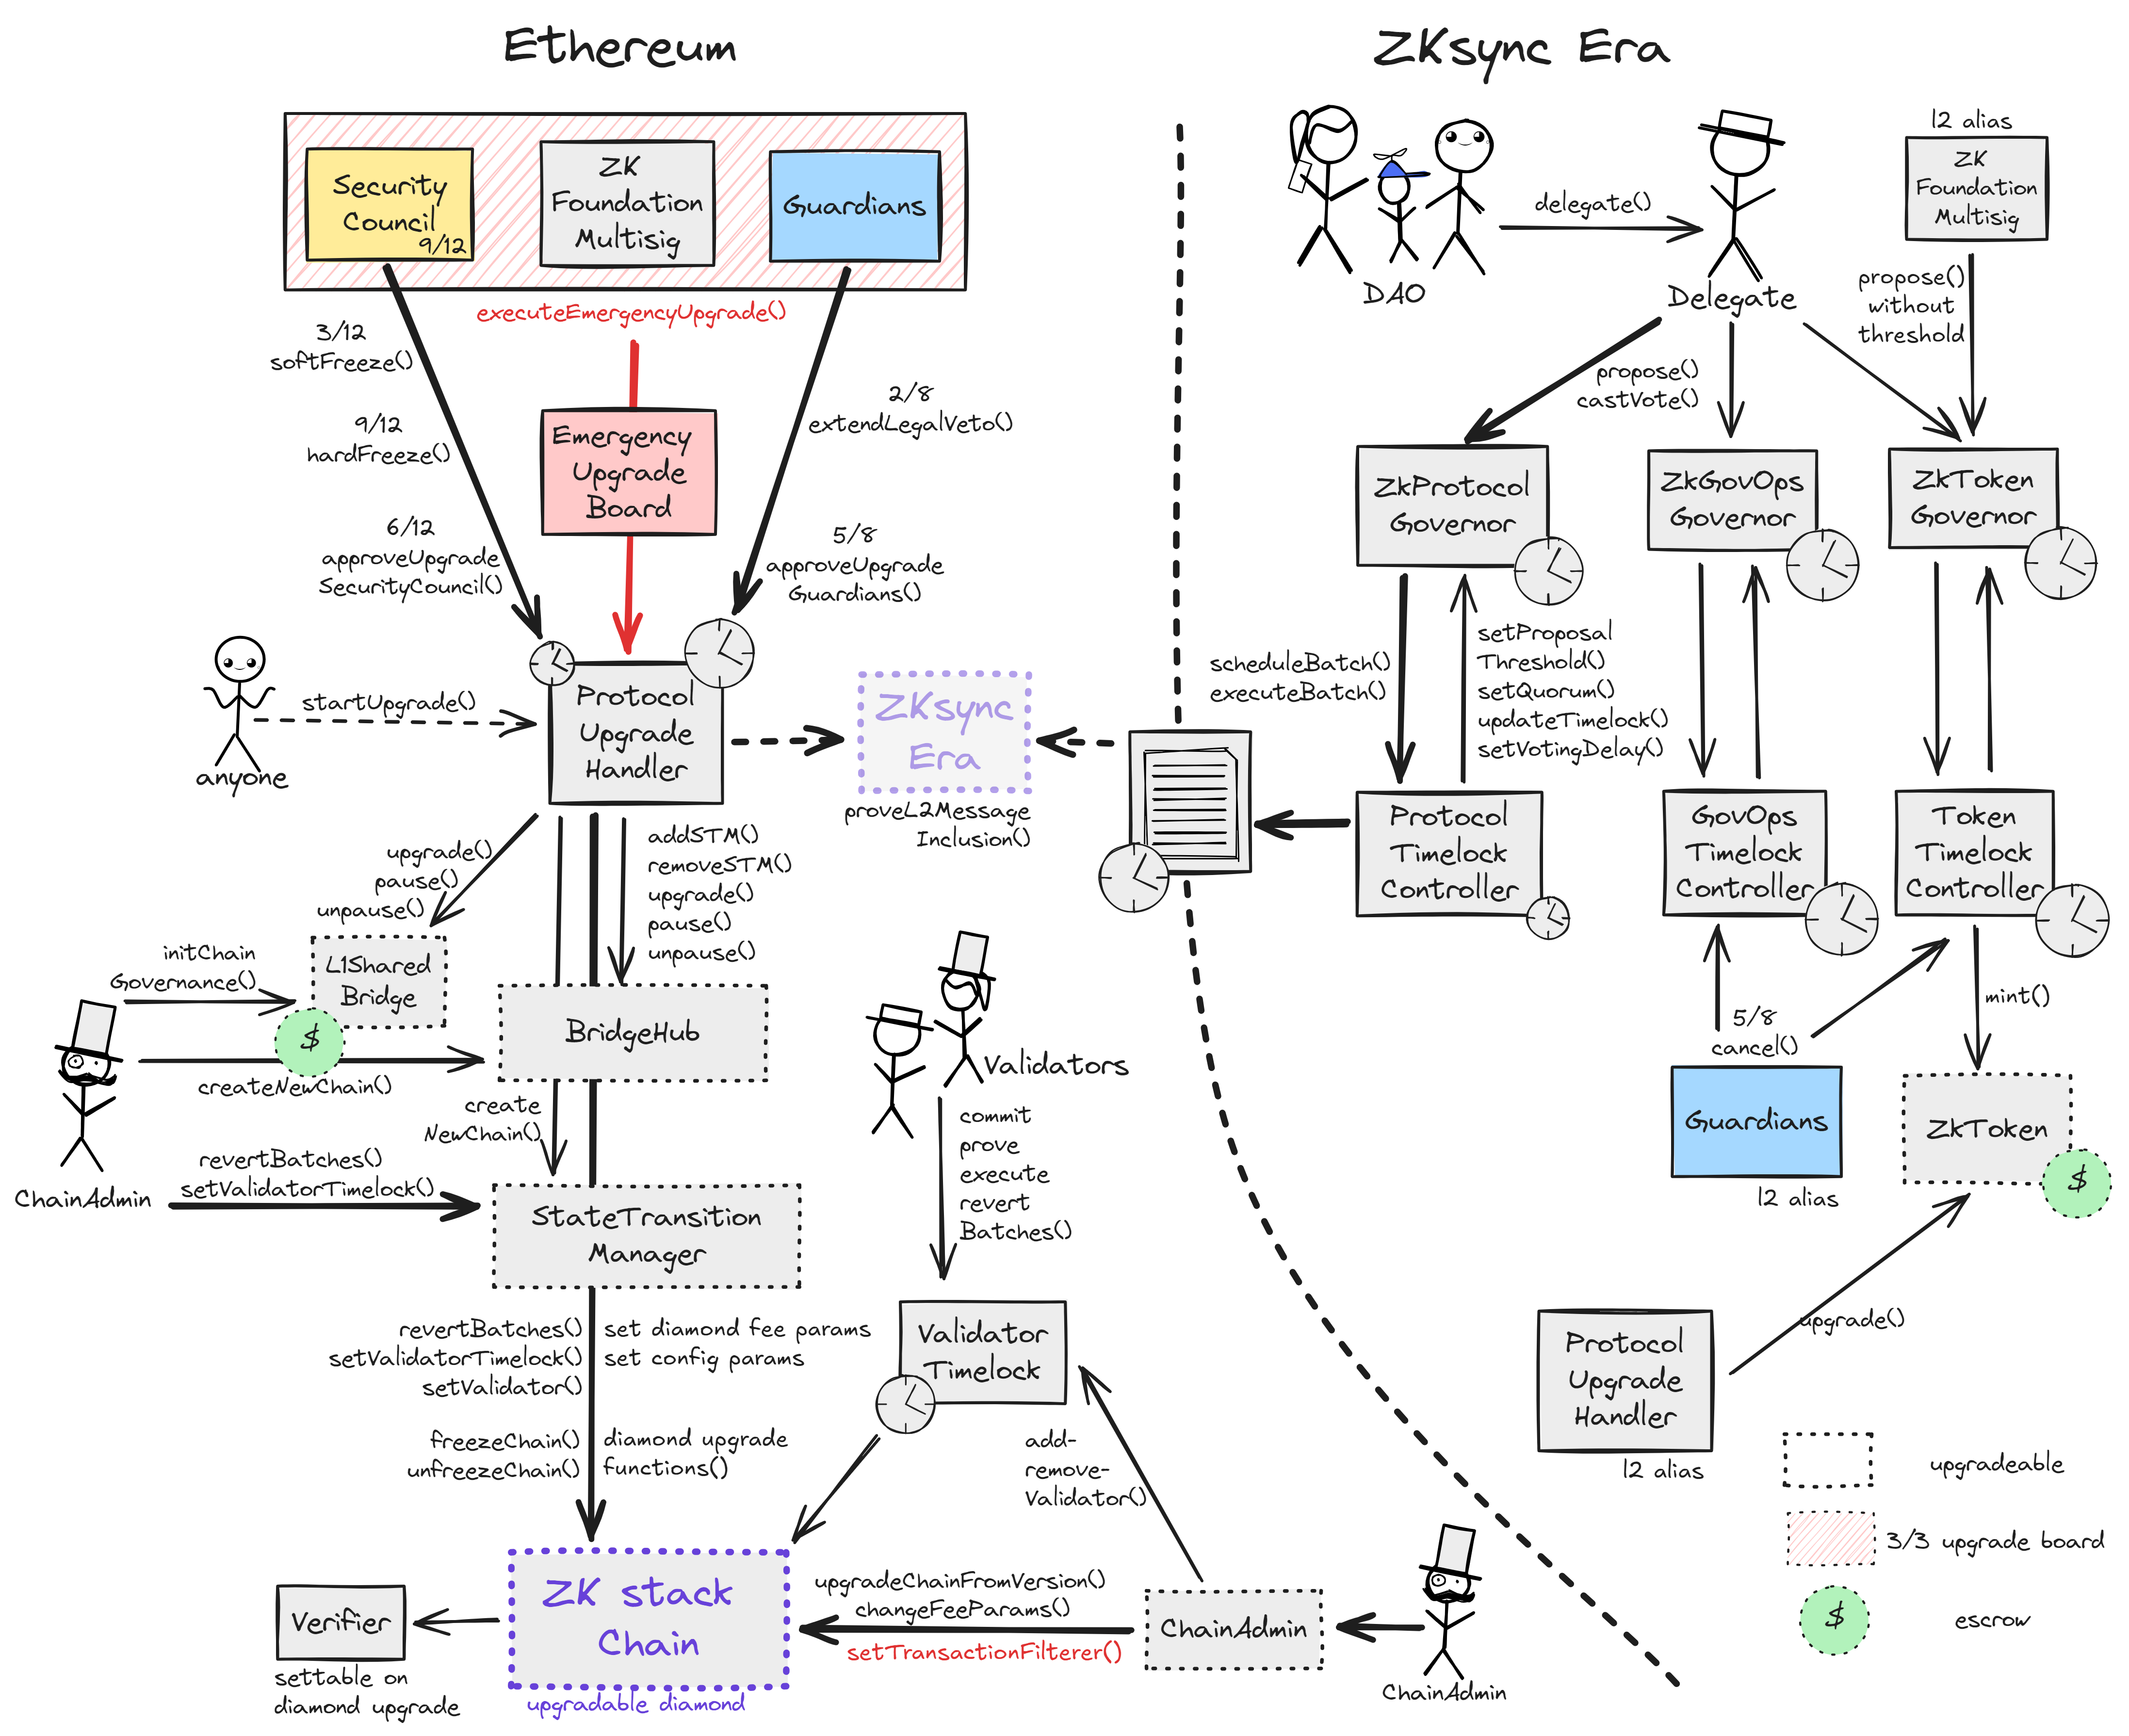 Ethereum
ZKsync Era
Security
Council
9/12
ZK
Foundation
Multisig
Guardians
executeEmergencyUpgrade()
3/12
softFreeze()
9/12
hardFreeze()
6/12
approveUpgrade
SecurityCouncil()
2/8
extendLegalVeto()
5/8
approveUpgrade
Guardians()
Emergency
Upgrade
Board
anyone
startUpgrade()
Protocol
Upgrade
Handler
ZKsync
Era
proveL2Message
Inclusion()
upgrade()
pause()
unpause()
addSTM()
removeSTM()
upgrade()
pause()
unpause()
initChain
Governance()
L1Shared
Bridge
$
createNewChain()
BridgeHub
create
NewChain()
ChainAdmin
revertBatches()
setValidatorTimelock()
StateTransition
Manager
Validators
commit
prove
execute
revert
Batches()
revertBatches()
setValidatorTimelock()
setValidator()
set diamond fee params
set config params
freezeChain()
unfreezeChain()
diamond upgrade
functions()
Validator
Timelock
add-
remove-
Validator()
ZK stack
Chain
upgradable diamond
Verifier
settable on
diamond upgrade
upgradeChainFromVersion()
changeFeeParams()
setTransactionFilterer()
ChainAdmin
ChainAdmin
DAO
delegate()
Delegate
l2 alias
ZK
Foundation
Multisig
propose()
without
threshold
propose()
castVote()
ZkProtocol
Governor
ZkGovOps
Governor
ZkToken
Governor
scheduleBatch()
executeBatch()
setProposal
Threshold()
setQuorum()
updateTimelock()
setVotingDelay()
Protocol
Timelock
Controller
GovOps
Timelock
Controller
Token
Timelock
Controller
5/8
cancel()
mint()
Guardians
l2 alias
ZkToken
$
upgrade()
Protocol
Upgrade
Handler
l2 alias
upgradeable
3/3 upgrade board
$
escrow